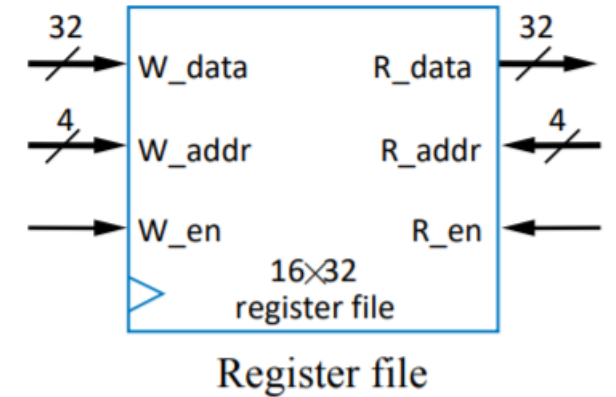 32 32
W_data R_data
4 4
W_addr R_addr
W_en R_en
16×32
register file
Register file